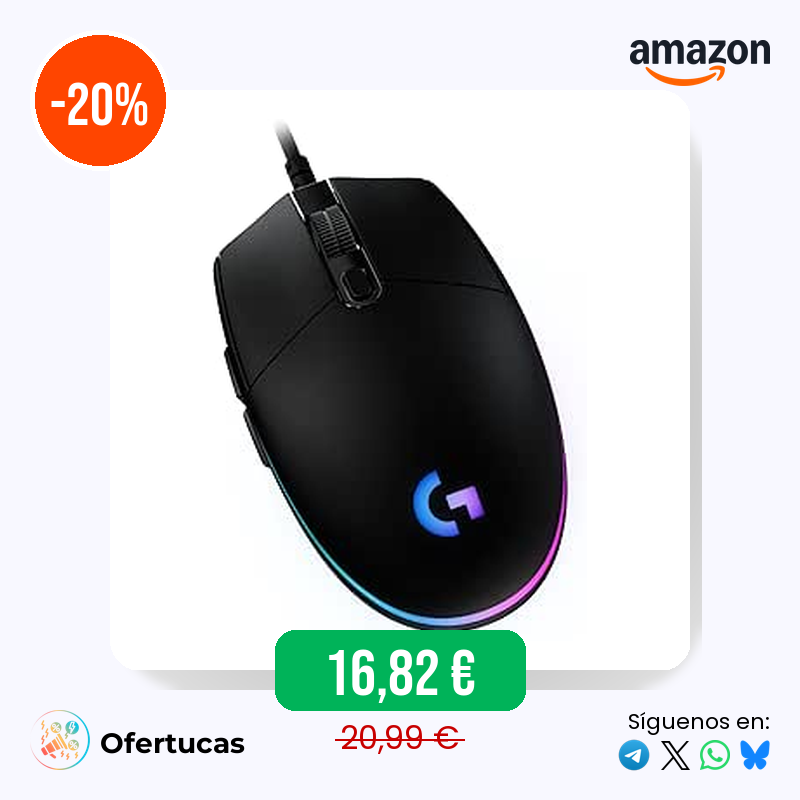 -20%
amazon
G
16,82 €
20,99 €
Ofertucas
Síguenos en: